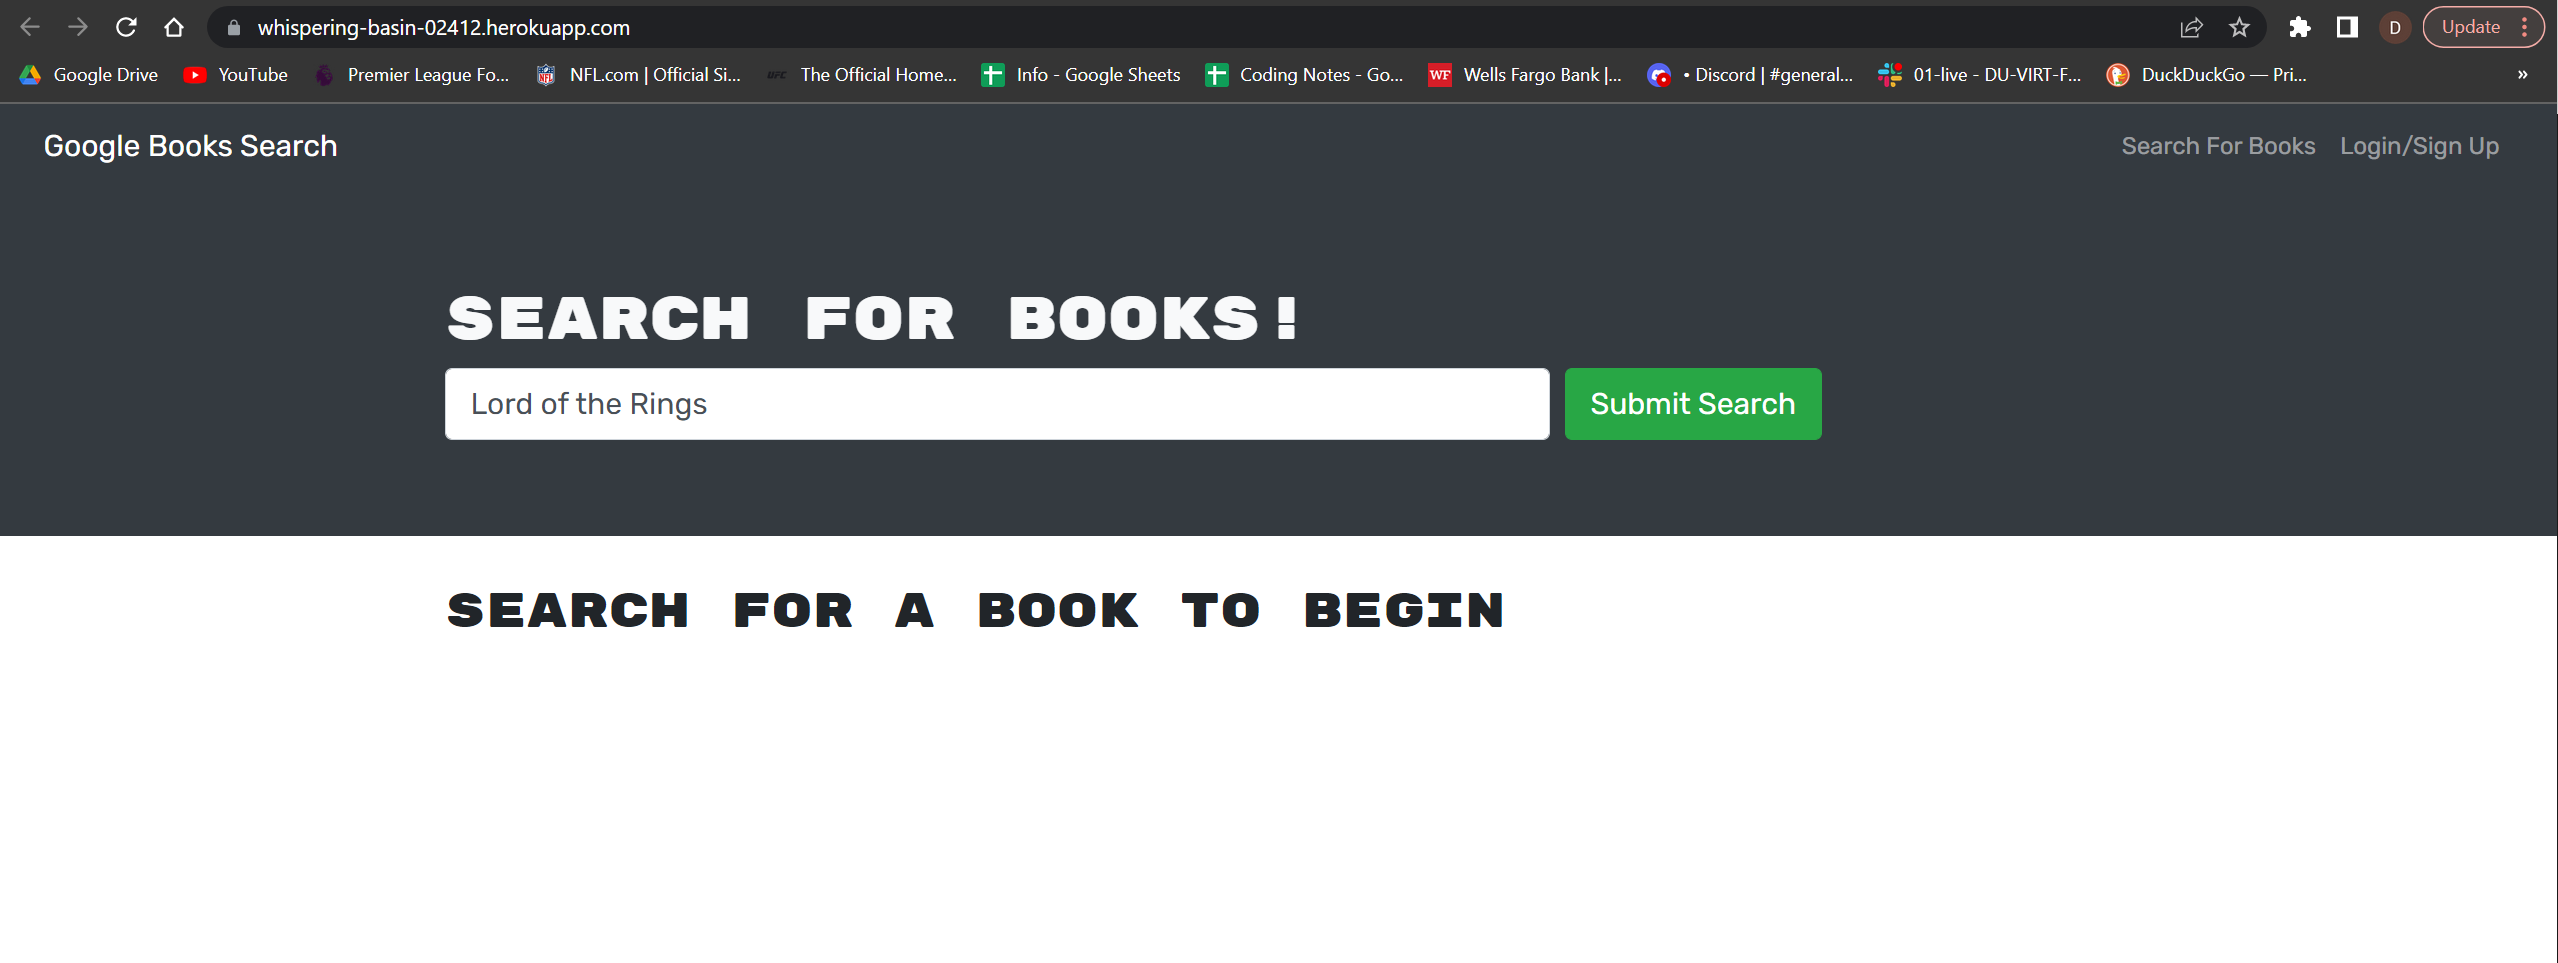 whispering-basin-02412.herokuapp.com
D
Update
Google Drive
YouTube
Premier League Fo...
NFL
NFL.com | Official Si...
UFC
The Official Home...
Info - Google Sheets
Coding Notes - Go...
WF
Wells Fargo Bank |...
• Discord | #general...
01-live - DU-VIRT-F...
DuckDuckGo — Pri...
»
Google Books Search
Search For Books
Login/Sign Up
SEARCH FOR BOOKS!
Lord of the Rings
Submit Search
SEARCH FOR A BOOK TO BEGIN